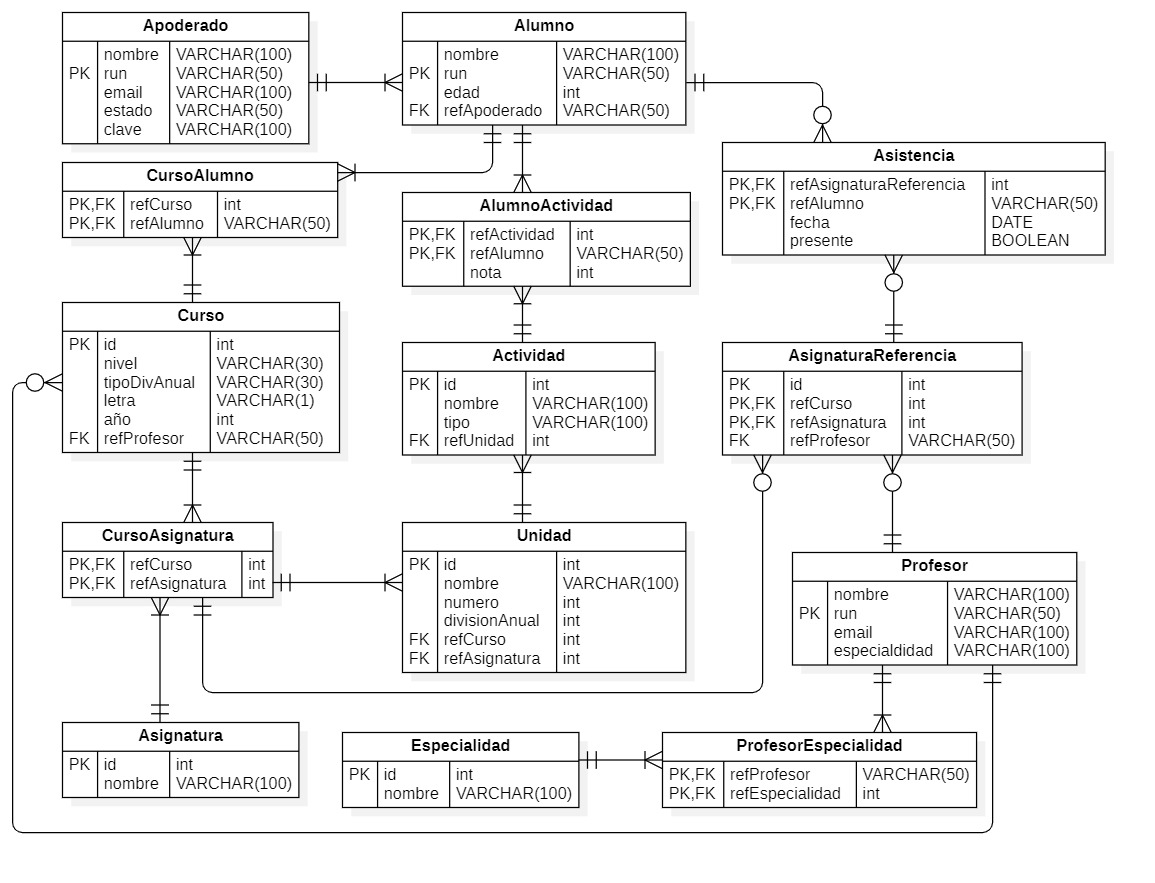 Apoderado
nombre VARCHAR(100)
PK run VARCHAR(50)
email VARCHAR(100)
estado VARCHAR(50)
clave VARCHAR(100)
Alumno
nombre VARCHAR(100)
PK run VARCHAR(50)
edad int
FK refApoderado VARCHAR(50)
CursoAlumno
PK,FK refCurso int
PK,FK refAlumno VARCHAR(50)
AlumnoActividad
PK,FK refActividad int
PK,FK refAlumno VARCHAR(50)
nota int
Asistencia
PK,FK refAsignaturaReferencia int
PK,FK refAlumno VARCHAR(50)
fecha DATE
presente BOOLEAN
Curso
PK id int
nivel VARCHAR(30)
tipoDivAnual VARCHAR(30)
letra VARCHAR(1)
año int
FK refProfesor VARCHAR(50)
Actividad
PK id int
nombre VARCHAR(100)
tipo VARCHAR(100)
FK refUnidad int
AsignaturaReferencia
PK id int
PK,FK refCurso int
PK,FK refAsignatura int
FK refProfesor VARCHAR(50)
CursoAsignatura
PK,FK refCurso int
PK,FK refAsignatura int
Unidad
PK id int
nombre VARCHAR(100)
numero int
divisionAnual int
FK refCurso int
FK refAsignatura int
Profesor
nombre VARCHAR(100)
PK run VARCHAR(50)
email VARCHAR(100)
especialdidad VARCHAR(100)
Asignatura
PK id int
nombre VARCHAR(100)
Especialidad
PK id int
nombre VARCHAR(100)
ProfesorEspecialidad
PK,FK refProfesor VARCHAR(50)
PK,FK refEspecialidad int